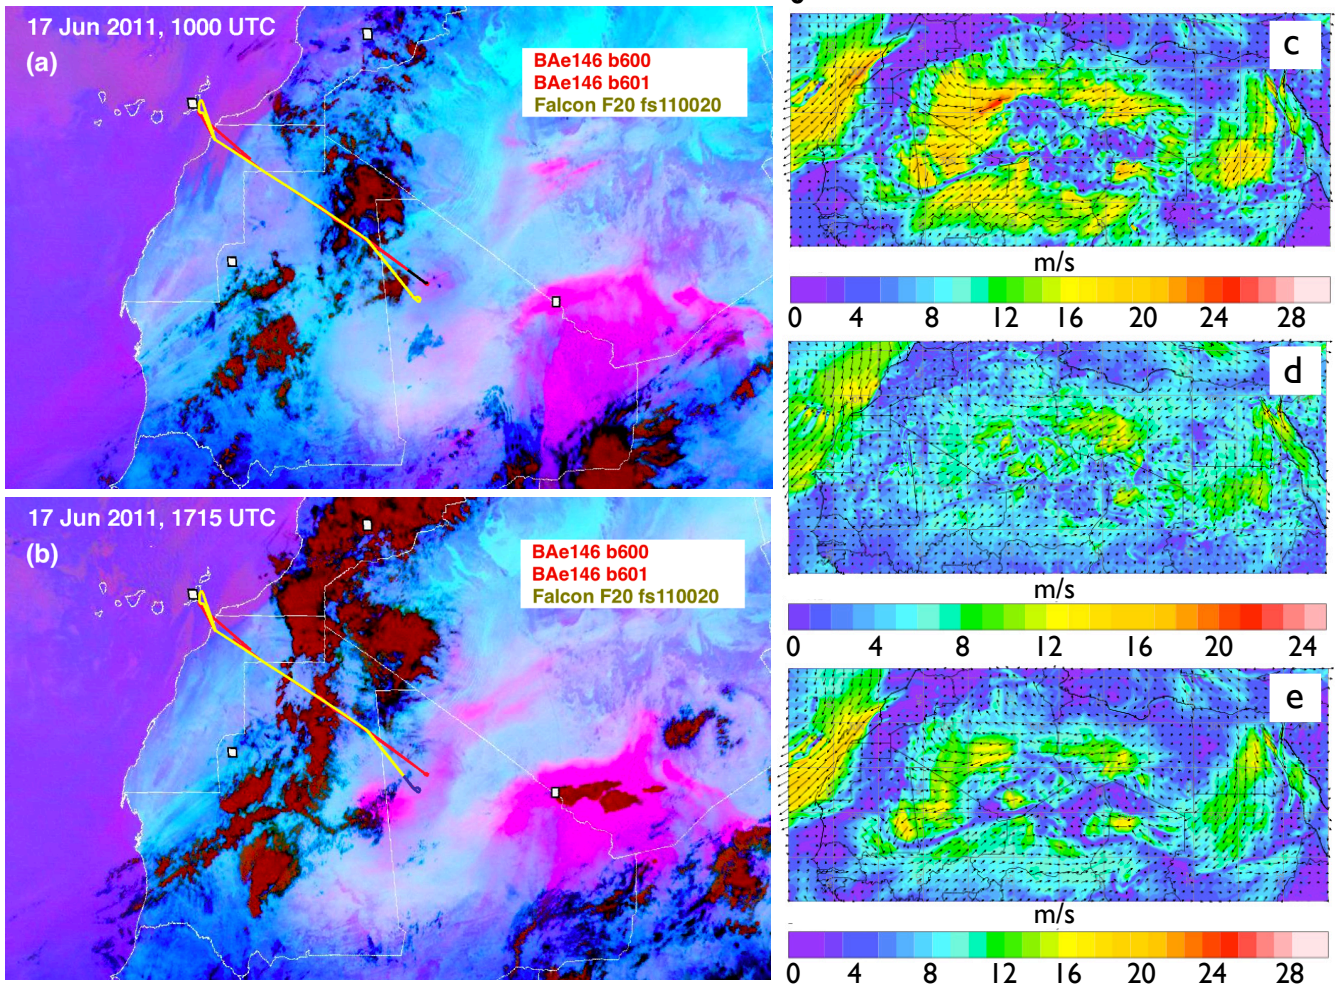 17 Jun 2011, 1000 UTC
(a)
BAe146 b600
BAe146 b601
Falcon F20 fs110020
17 Jun 2011, 1715 UTC
(b)
BAe146 b600
BAe146 b601
Falcon F20 fs110020
c
m/s
0 4 8 12 16 20 24 28
d
m/s
0 4 8 12 16 20 24
e
m/s
0 4 8 12 16 20 24 28